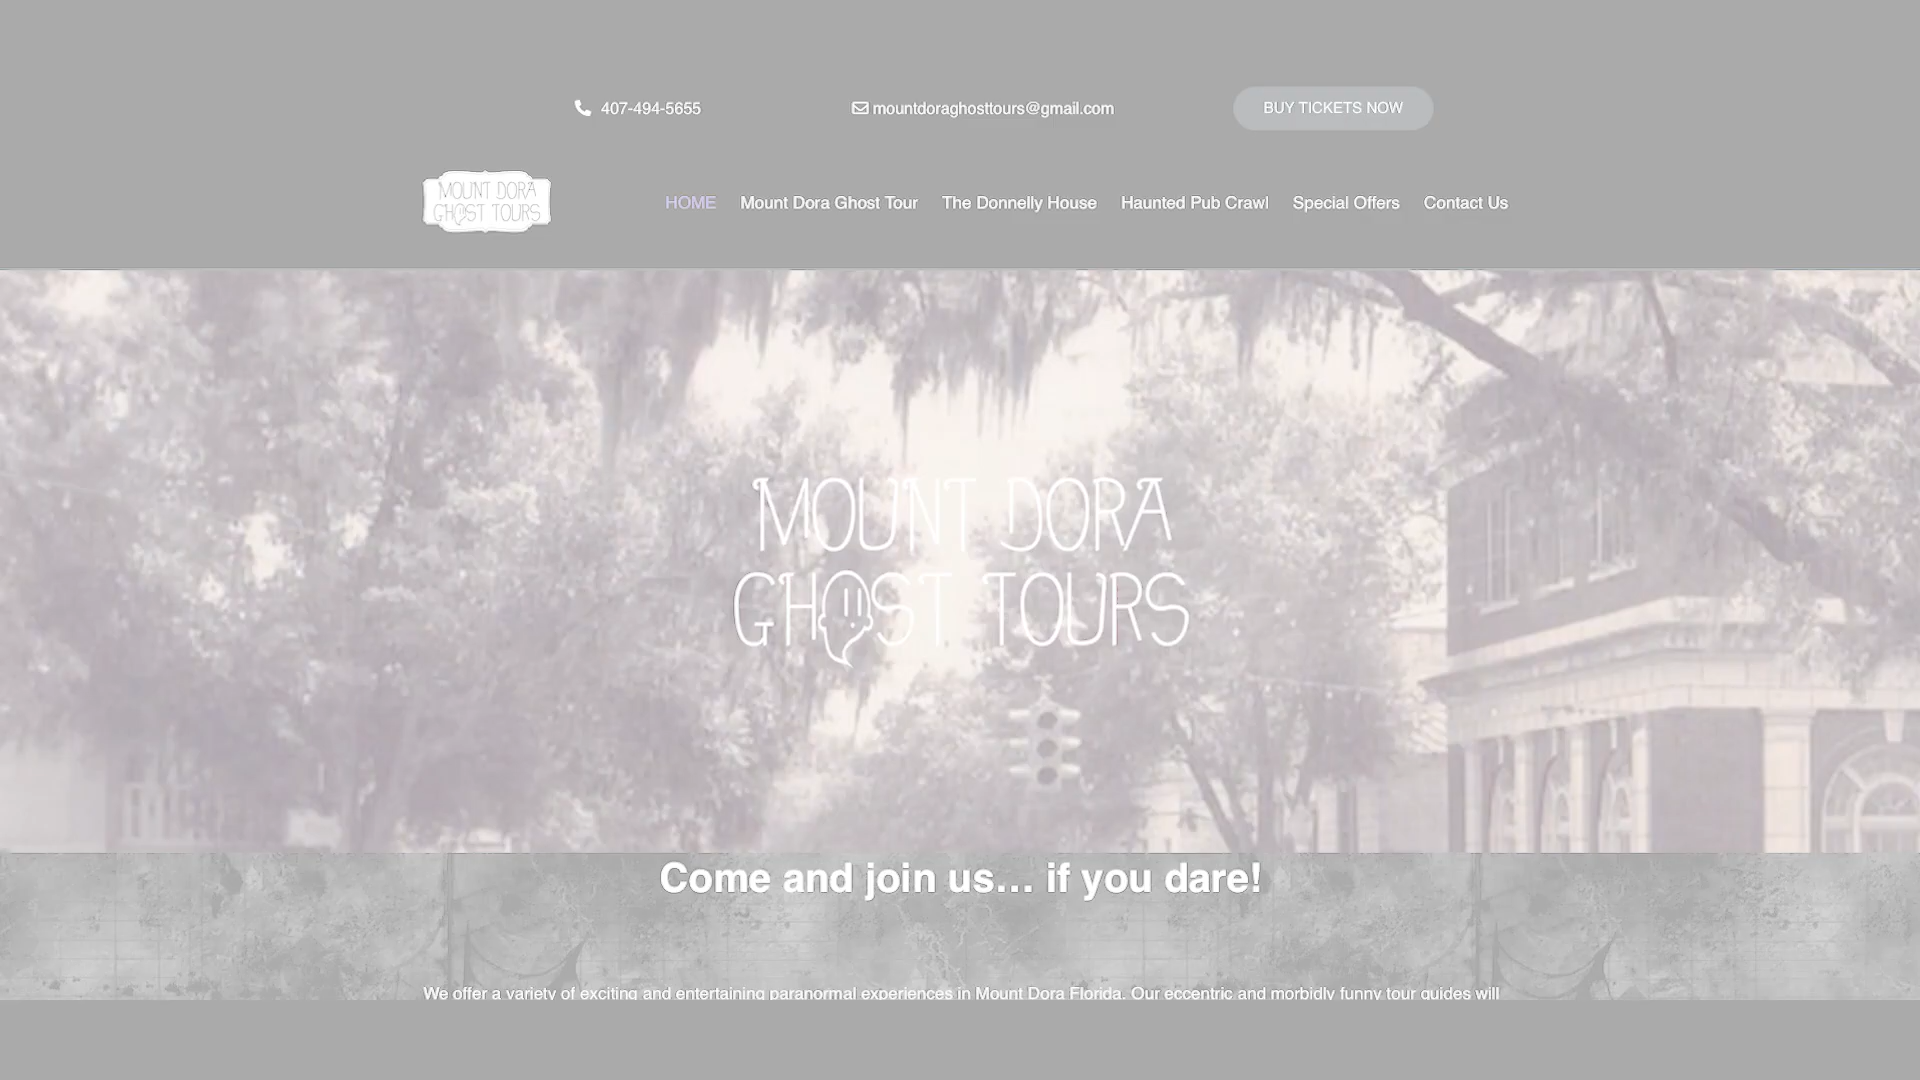 407-494-5655
mountdoraghosttours@gmail.com
BUY TICKETS NOW
MOUNT DORA
GHOST TOURS
HOME
Mount Dora Ghost Tour
The Donnelly House
Haunted Pub Crawl
Special Offers
Contact Us
MOUNT DORA
GHOST TOURS
Come and join us... if you dare!
We offer a variety of exciting and entertaining paranormal experiences in Mount Dora Florida. Our eccentric and morbidly funny tour guides will